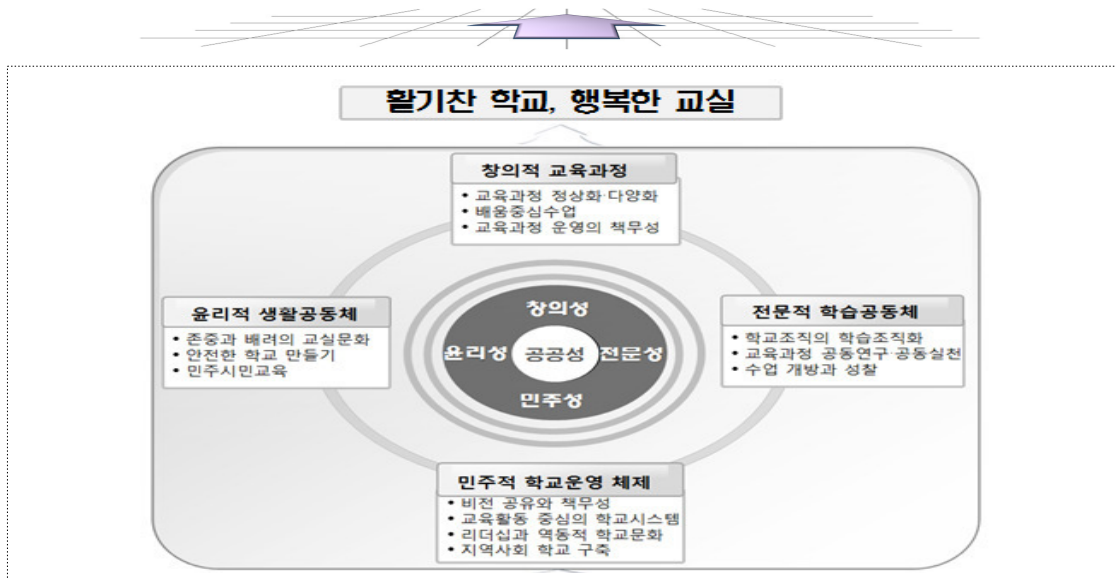 활기찬 학교, 행복한 교실
창의적 교육과정
• 교육과정 정상화·다양화
• 배움중심수업
• 교육과정 운영의 책무성
윤리적 생활공동체
• 존중과 배려의 교실문화
• 안전한 학교 만들기
• 민주시민교육
창의성
윤리성 공공성 전문성
민주성
전문적 학습공동체
• 학교조직의 학습조직화
• 교육과정 공동연구·공동실천
• 수업 개방과 성찰
민주적 학교운영 체제
• 비전 공유와 책무성
• 교육활동 중심의 학교시스템
• 리더십과 역동적 학교문화
• 지역사회 학교 구축